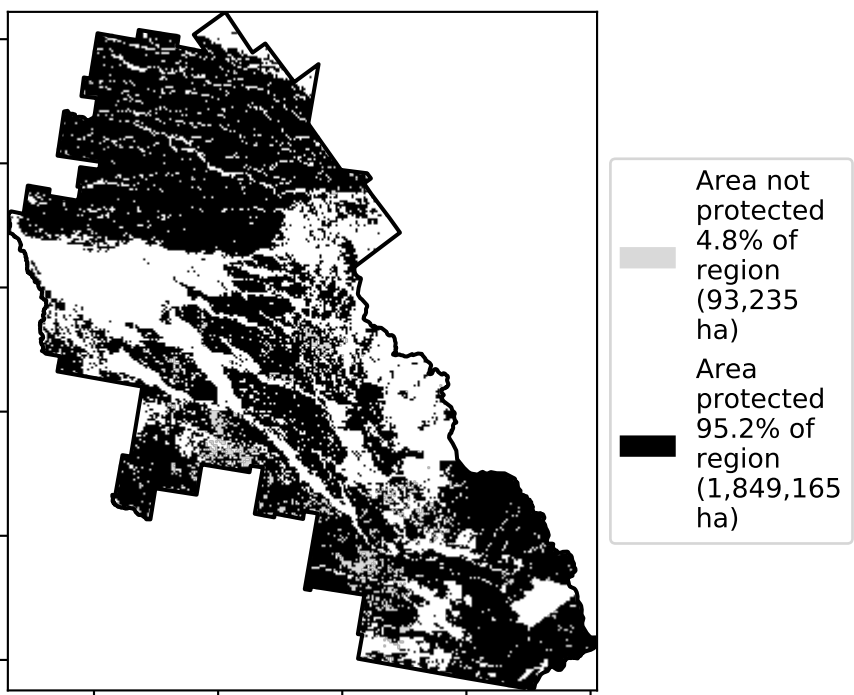 Area not
protected
4.8% of
region
(93,235
ha)
Area
protected
95.2% of
region
(1,849,165
ha)